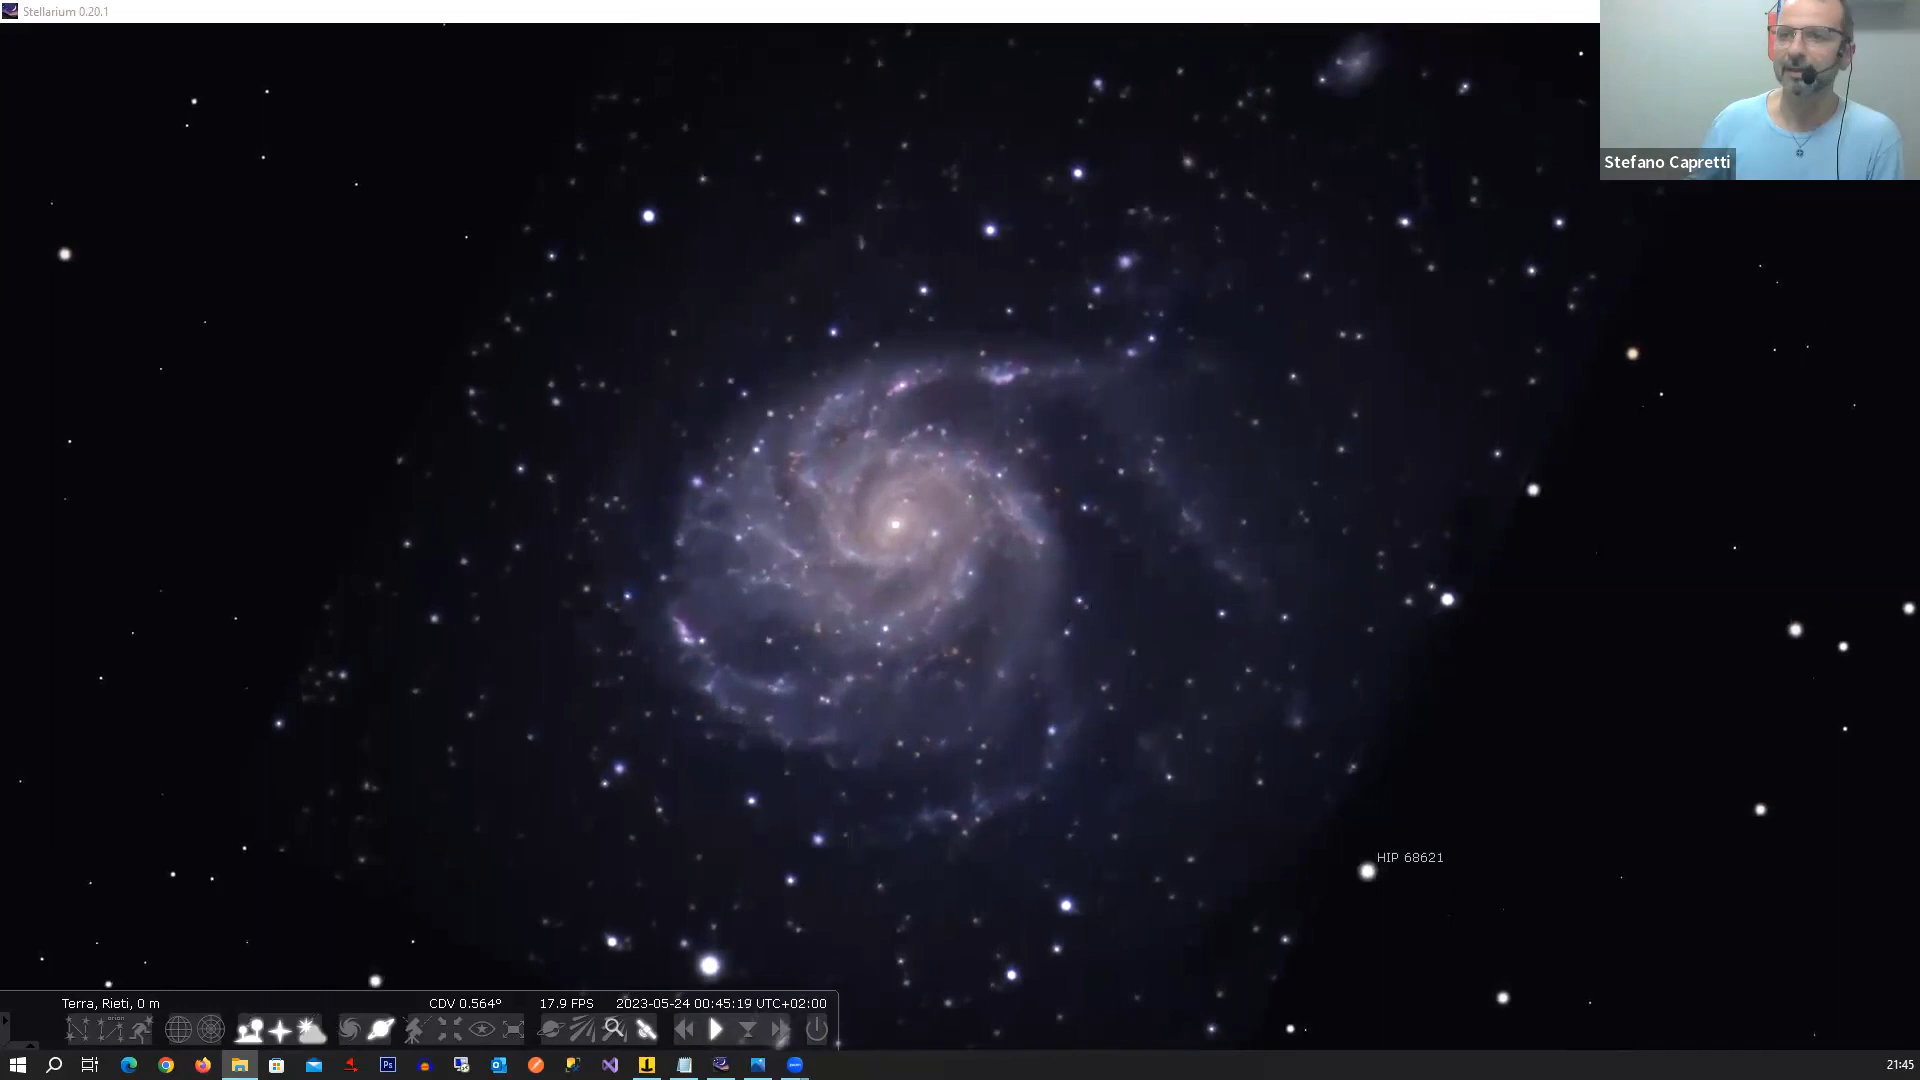 Stellarium 0.20.1
Stefano Capretti
HIP 68621
Terra, Rieti, 0 m
CDV 0.564°
17.9 FPS
2023-05-24 00:45:19 UTC+02:00
Ps
21:45